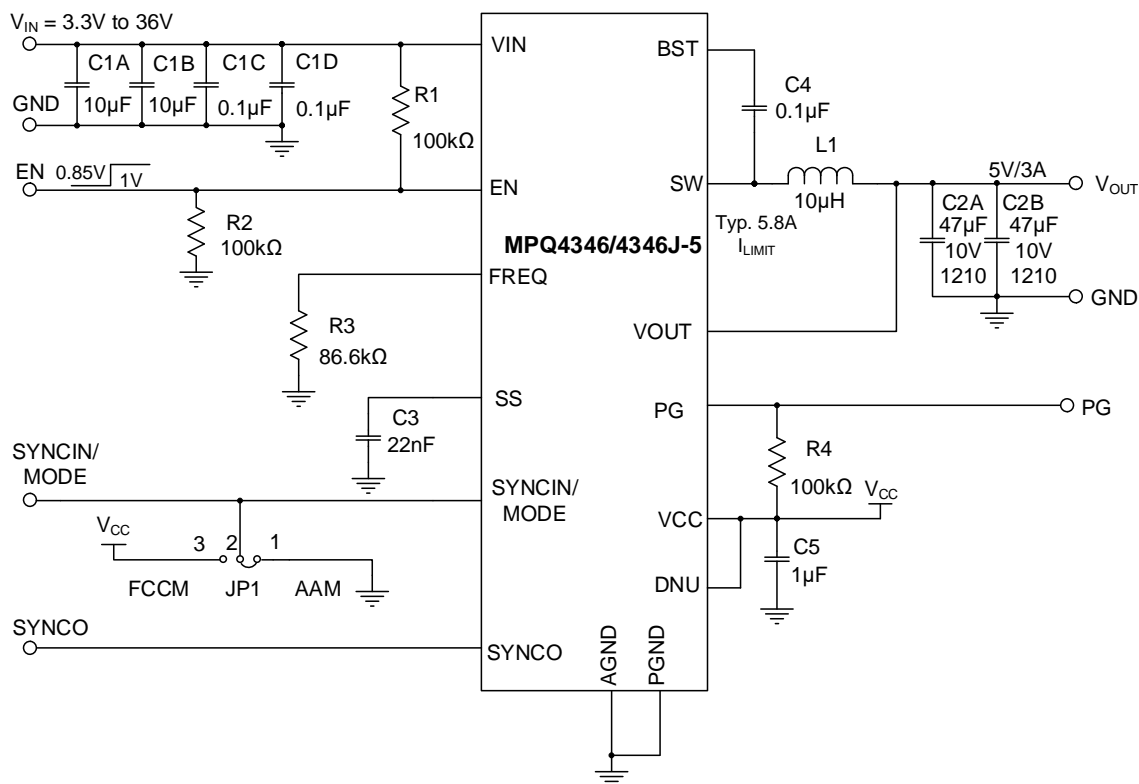 V_IN = 3.3V to 36V
GND
C1A
10µF
C1B
10µF
C1C
0.1µF
C1D
0.1µF
R1
100kΩ
EN
0.85V
1V
R2
100kΩ
R3
86.6kΩ
C3
22nF
SYNCIN/
MODE
V_CC
3
2
1
FCCM
JP1
AAM
SYNCO
VIN
EN
FREQ
SS
SYNCIN/
MODE
SYNCO
MPQ4346/4346J-5
AGND
PGND
BST
SW
VOUT
PG
VCC
DNU
C4
0.1µF
L1
10µH
Typ. 5.8A
I_LIMIT
5V/3A
V_OUT
C2A
47µF
10V
1210
C2B
47µF
10V
1210
GND
PG
R4
100kΩ
V_CC
C5
1µF